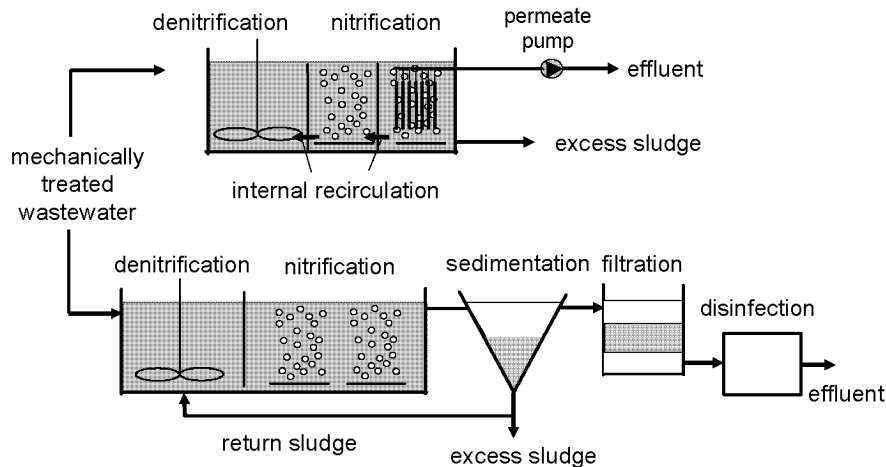 denitrification
nitrification
permeate
pump
effluent
mechanically
treated
wastewater
excess sludge
internal recirculation
denitrification
nitrification
sedimentation
filtration
disinfection
effluent
return sludge
excess sludge